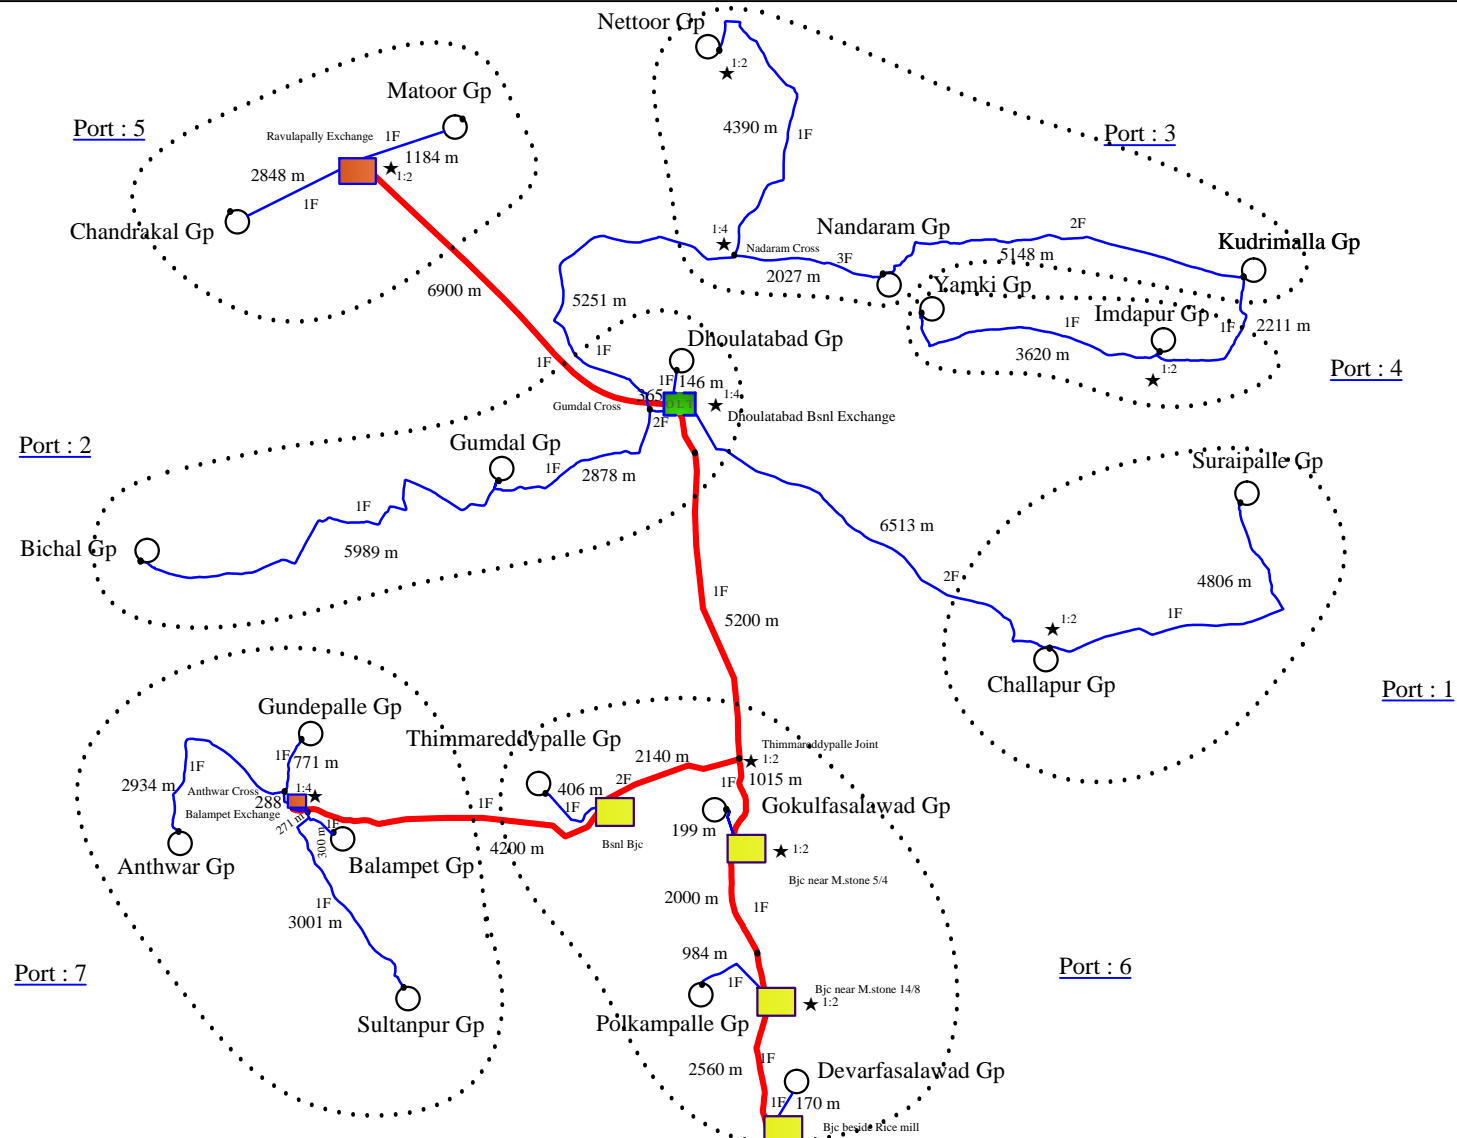 Nettoor Gp
1:2
4390 m
1F
Port : 3
Matoor Gp
Port : 5
Ravulapally Exchange
1F
1184 m
1:2
2848 m
1F
Chandrakal Gp
6900 m
1F
1:4
Nadaram Cross
Nandaram Gp
3F
2027 m
2F
5148 m
Kudrimalla Gp
Yamki Gp
Imdapur Gp
1F
3620 m
1:2
1F
2211 m
Port : 4
5251 m
1F
Dhoulatabad Gp
1F
146 m
365
OLT
1:4
Dhoulatabad Bsnl Exchange
Gumdal Cross
2F
Port : 2
Gumdal Gp
1F
2878 m
1F
5989 m
Bichal Gp
6513 m
2F
Suraipalle Gp
4806 m
1F
1:2
Challapur Gp
Port : 1
1F
5200 m
Gundepalle Gp
1F
771 m
Thimmareddypalle Gp
2140 m
Thimmareddypalle Joint
1:2
1015 m
1F
2934 m
1F
Anthwar Cross
288
1:4
Balampet Exchange
271 m
300 m
1F
Anthwar Gp
Balampet Gp
1F
4200 m
406 m
1F
2F
Bsnl Bjc
Gokulfasalawad Gp
199 m
1:2
Bjc near M.stone 5/4
2000 m
1F
1F
3001 m
Sultanpur Gp
Port : 7
984 m
1F
Bjc near M.stone 14/8
1:2
Port : 6
Polkampalle Gp
2560 m
1F
Devarfasalawad Gp
1F
170 m
Bjc beside Rice mill